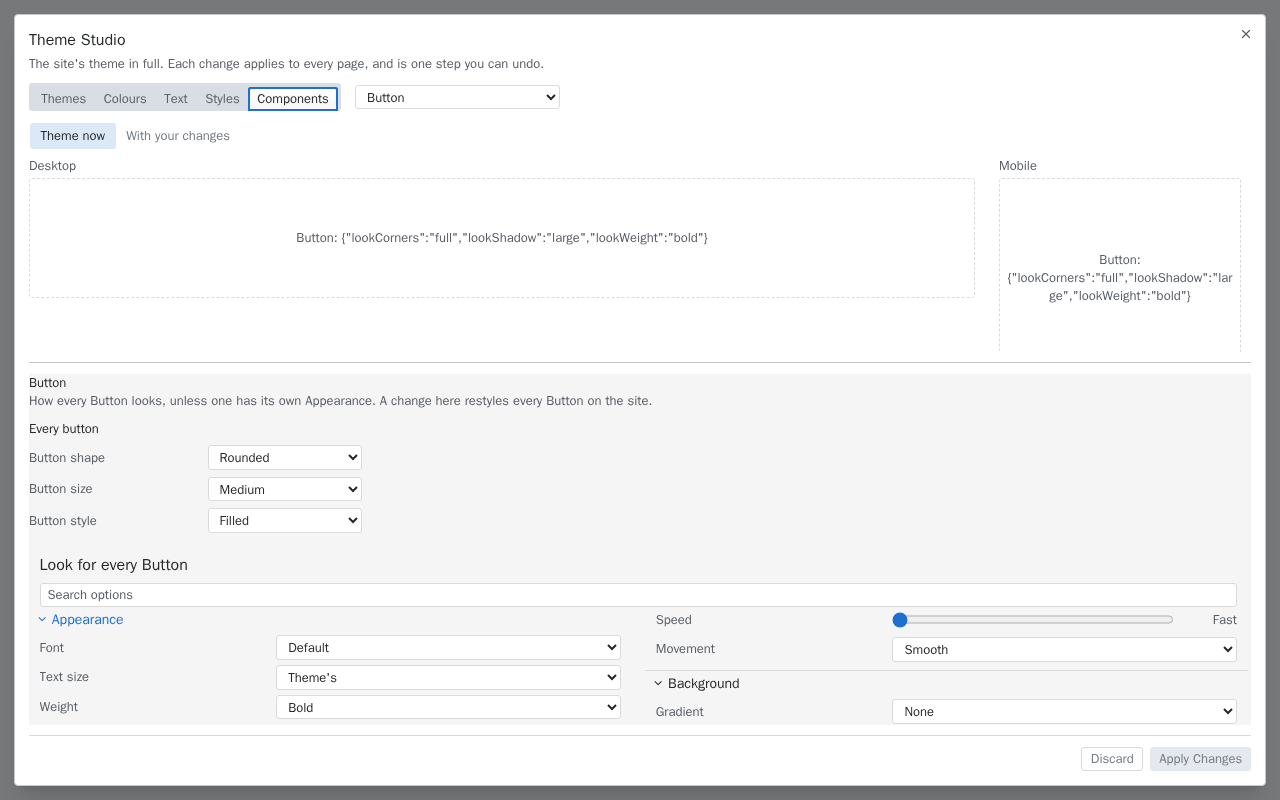 Theme Studio
×
The site's theme in full. Each change applies to every page, and is one step you can undo.
Themes Colours Text Styles Components Button
Theme now With your changes
Desktop
Mobile
Button: {"lookCorners":"full","lookShadow":"large","lookWeight":"bold"}
Button:
{"lookCorners":"full","lookShadow":"lar
ge","lookWeight":"bold"}
Button
How every Button looks, unless one has its own Appearance. A change here restyles every Button on the site.
Every button
Button shape Rounded
Button size Medium
Button style Filled
Look for every Button
Search options
Appearance
Font Default
Text size Theme's
Weight Bold
Speed Fast
Movement Smooth
Background
Gradient None
Discard Apply Changes